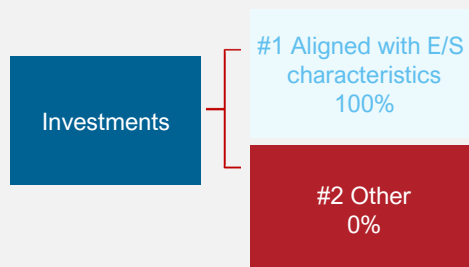 #1 Aligned with E/S
characteristics
100%
Investments
#2 Other
0%